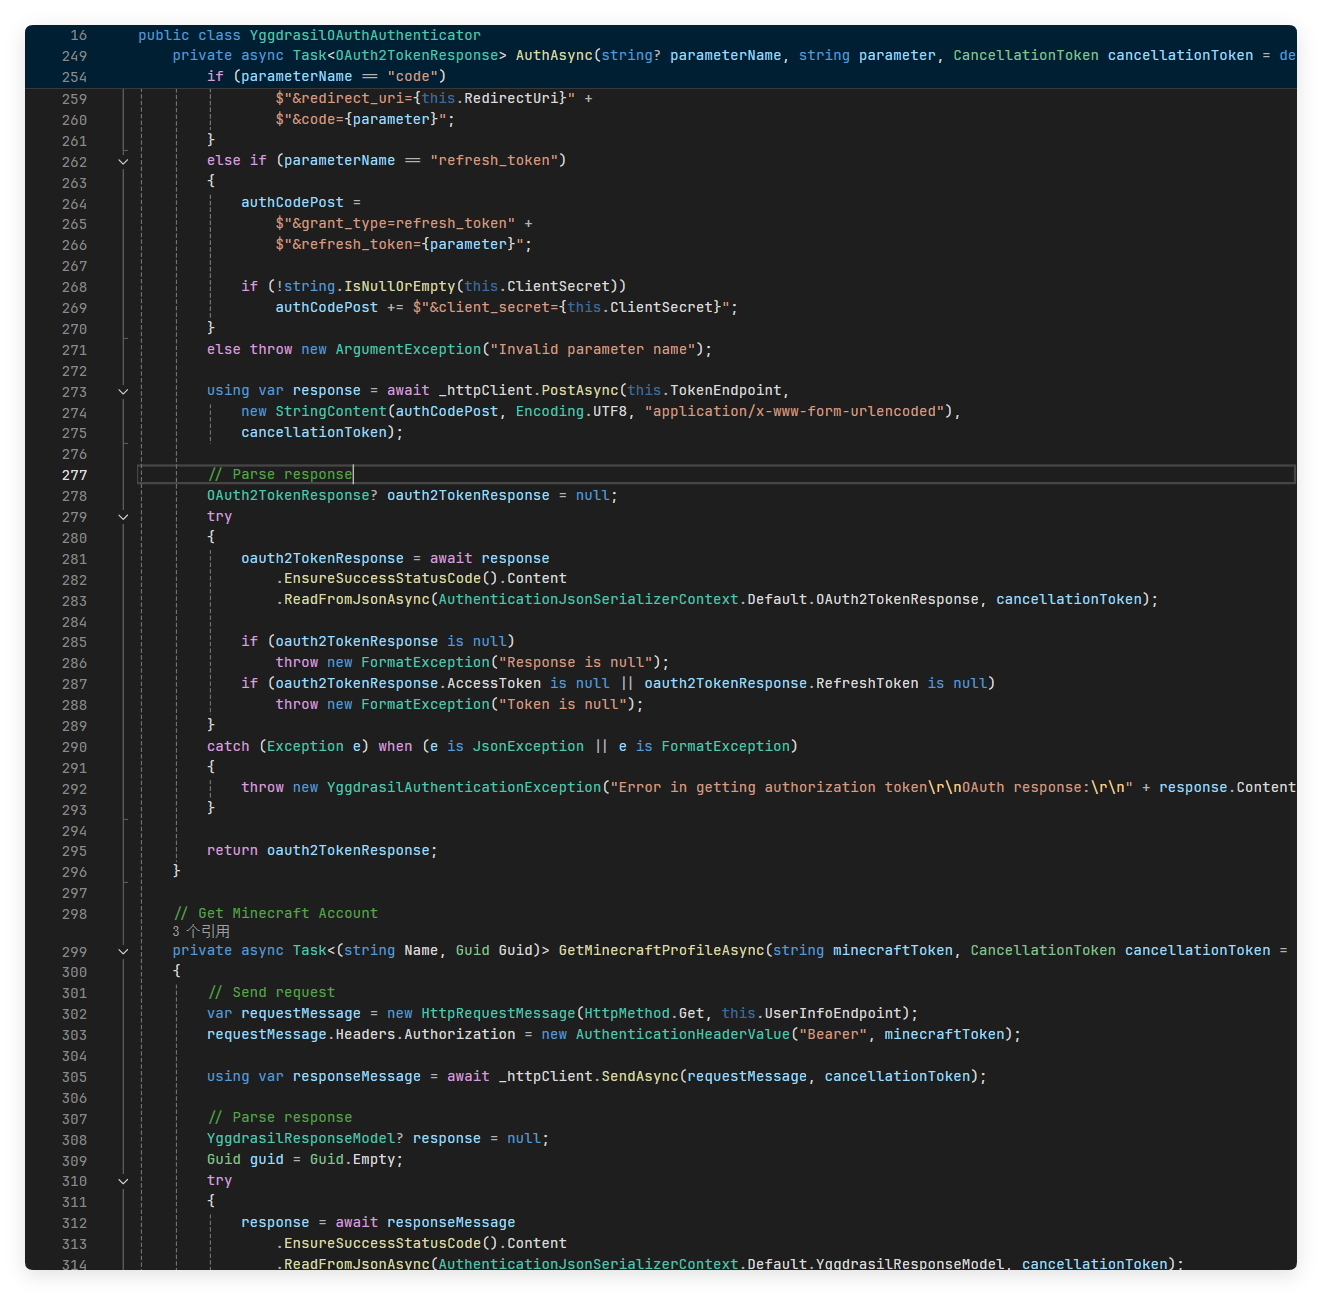 16 public class YggdrasilOAuthAuthenticator
249 private async Task<OAuth2TokenResponse> AuthAsync(string? parameterName, string parameter, CancellationToken cancellationToken = de
254 if (parameterName == "code")
259 $"&redirect_uri={this.RedirectUri}" +
260 $"&code={parameter}";
261 }
262 else if (parameterName == "refresh_token")
263 {
264 authCodePost =
265 $"&grant_type=refresh_token" +
266 $"&refresh_token={parameter}";
267
268 if (!string.IsNullOrEmpty(this.ClientSecret))
269 authCodePost += $"&client_secret={this.ClientSecret}";
270 }
271 else throw new ArgumentException("Invalid parameter name");
272
273 using var response = await _httpClient.PostAsync(this.TokenEndpoint,
274 new StringContent(authCodePost, Encoding.UTF8, "application/x-www-form-urlencoded"),
275 cancellationToken);
276
277 // Parse response
278 OAuth2TokenResponse? oauth2TokenResponse = null;
279 try
280 {
281 oauth2TokenResponse = await response
282 .EnsureSuccessStatusCode().Content
283 .ReadFromJsonAsync(AuthenticationJsonSerializerContext.Default.OAuth2TokenResponse, cancellationToken);
284
285 if (oauth2TokenResponse is null)
286 throw new FormatException("Response is null");
287 if (oauth2TokenResponse.AccessToken is null || oauth2TokenResponse.RefreshToken is null)
288 throw new FormatException("Token is null");
289 }
290 catch (Exception e) when (e is JsonException || e is FormatException)
291 {
292 throw new YggdrasilAuthenticationException("Error in getting authorization token\r\nOAuth response:\r\n" + response.Content
293 }
294
295 return oauth2TokenResponse;
296 }
297
298 // Get Minecraft Account
3 个引用
299 private async Task<(string Name, Guid Guid)> GetMinecraftProfileAsync(string minecraftToken, CancellationToken cancellationToken =
300 {
301 // Send request
302 var requestMessage = new HttpRequestMessage(HttpMethod.Get, this.UserInfoEndpoint);
303 requestMessage.Headers.Authorization = new AuthenticationHeaderValue("Bearer", minecraftToken);
304
305 using var responseMessage = await _httpClient.SendAsync(requestMessage, cancellationToken);
306
307 // Parse response
308 YggdrasilResponseModel? response = null;
309 Guid guid = Guid.Empty;
310 try
311 {
312 response = await responseMessage
313 .EnsureSuccessStatusCode().Content
314 .ReadFromJsonAsync(AuthenticationJsonSerializerContext.Default.YggdrasilResponseModel, cancellationToken);